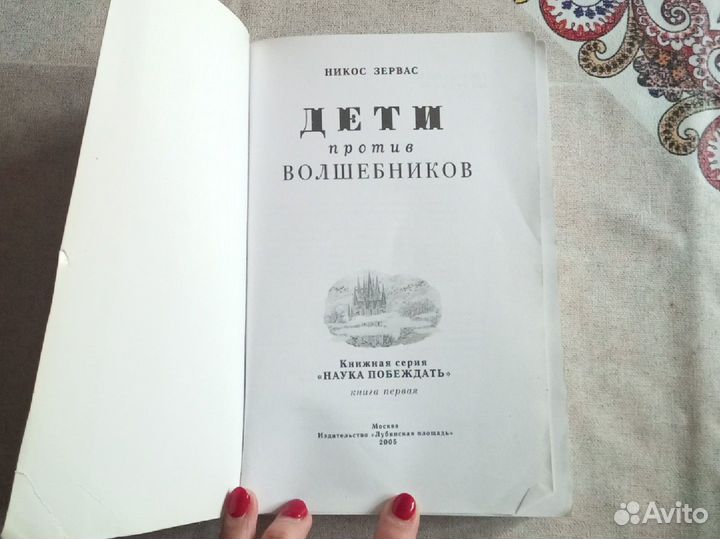 НИКОС ЗЕРВАС
ДЕТИ
против
ВОЛШЕБНИКОВ
Книжная серия
«НАУКА ПОБЕЖДАТЬ»
книга первая
Москва
Издательство «Лубянская площадь»
2005
Avito